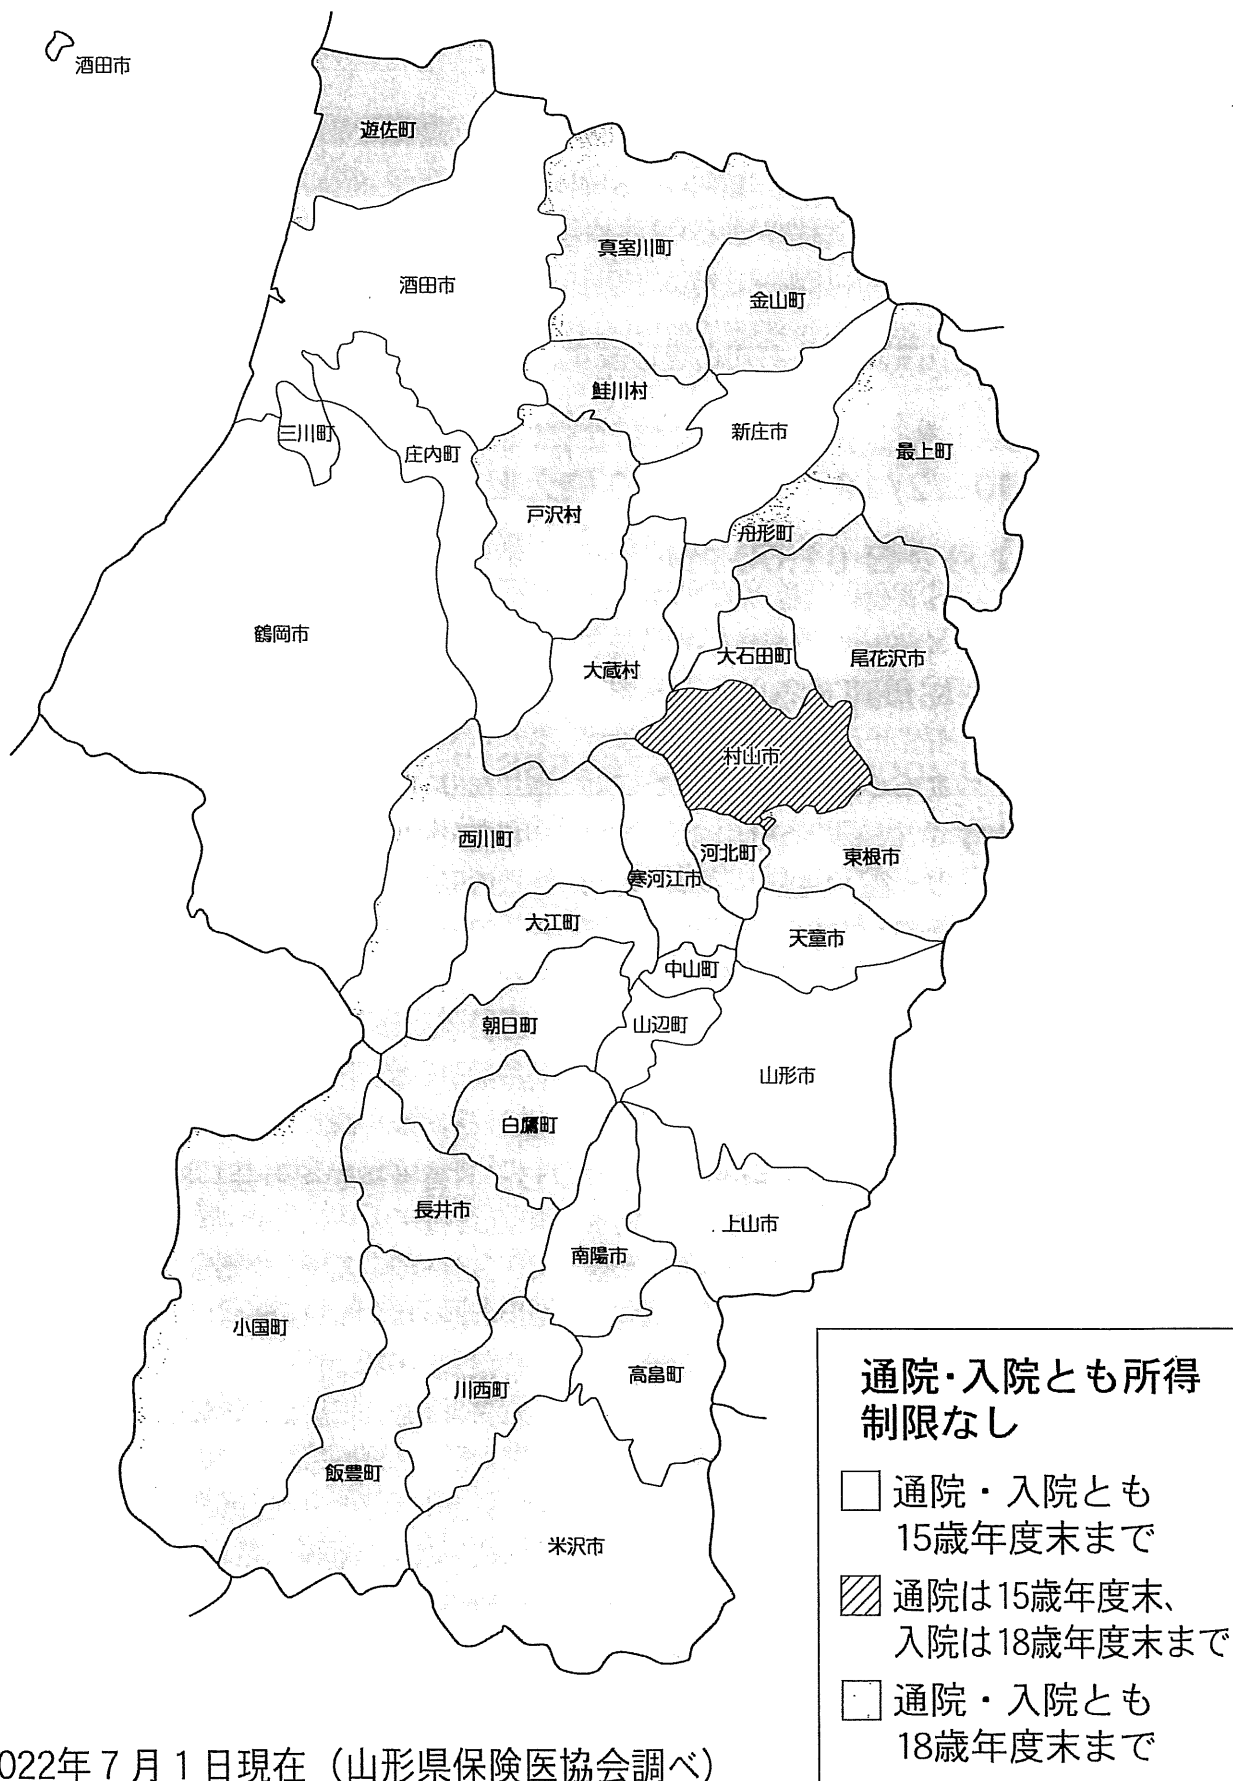 酒田市
遊佐町
真室川町
酒田市
金山町
鮭川村
新庄市
三川町
庄内町
最上町
戸沢村
舟形町
鶴岡市
大蔵村
大石田町
尾花沢市
村山市
西川町
河北町
東根市
寒河江市
大江町
天童市
中山町
朝日町
山辺町
山形市
白鷹町
長井市
上山市
南陽市
小国町
高畠町
川西町
飯豊町
米沢市
通院・入院とも所得
制限なし
通院・入院とも
15歳年度末まで
通院は15歳年度末、
入院は18歳年度末まで
通院・入院とも
18歳年度末まで
022年7月1日現在（山形県保険医協会調べ）